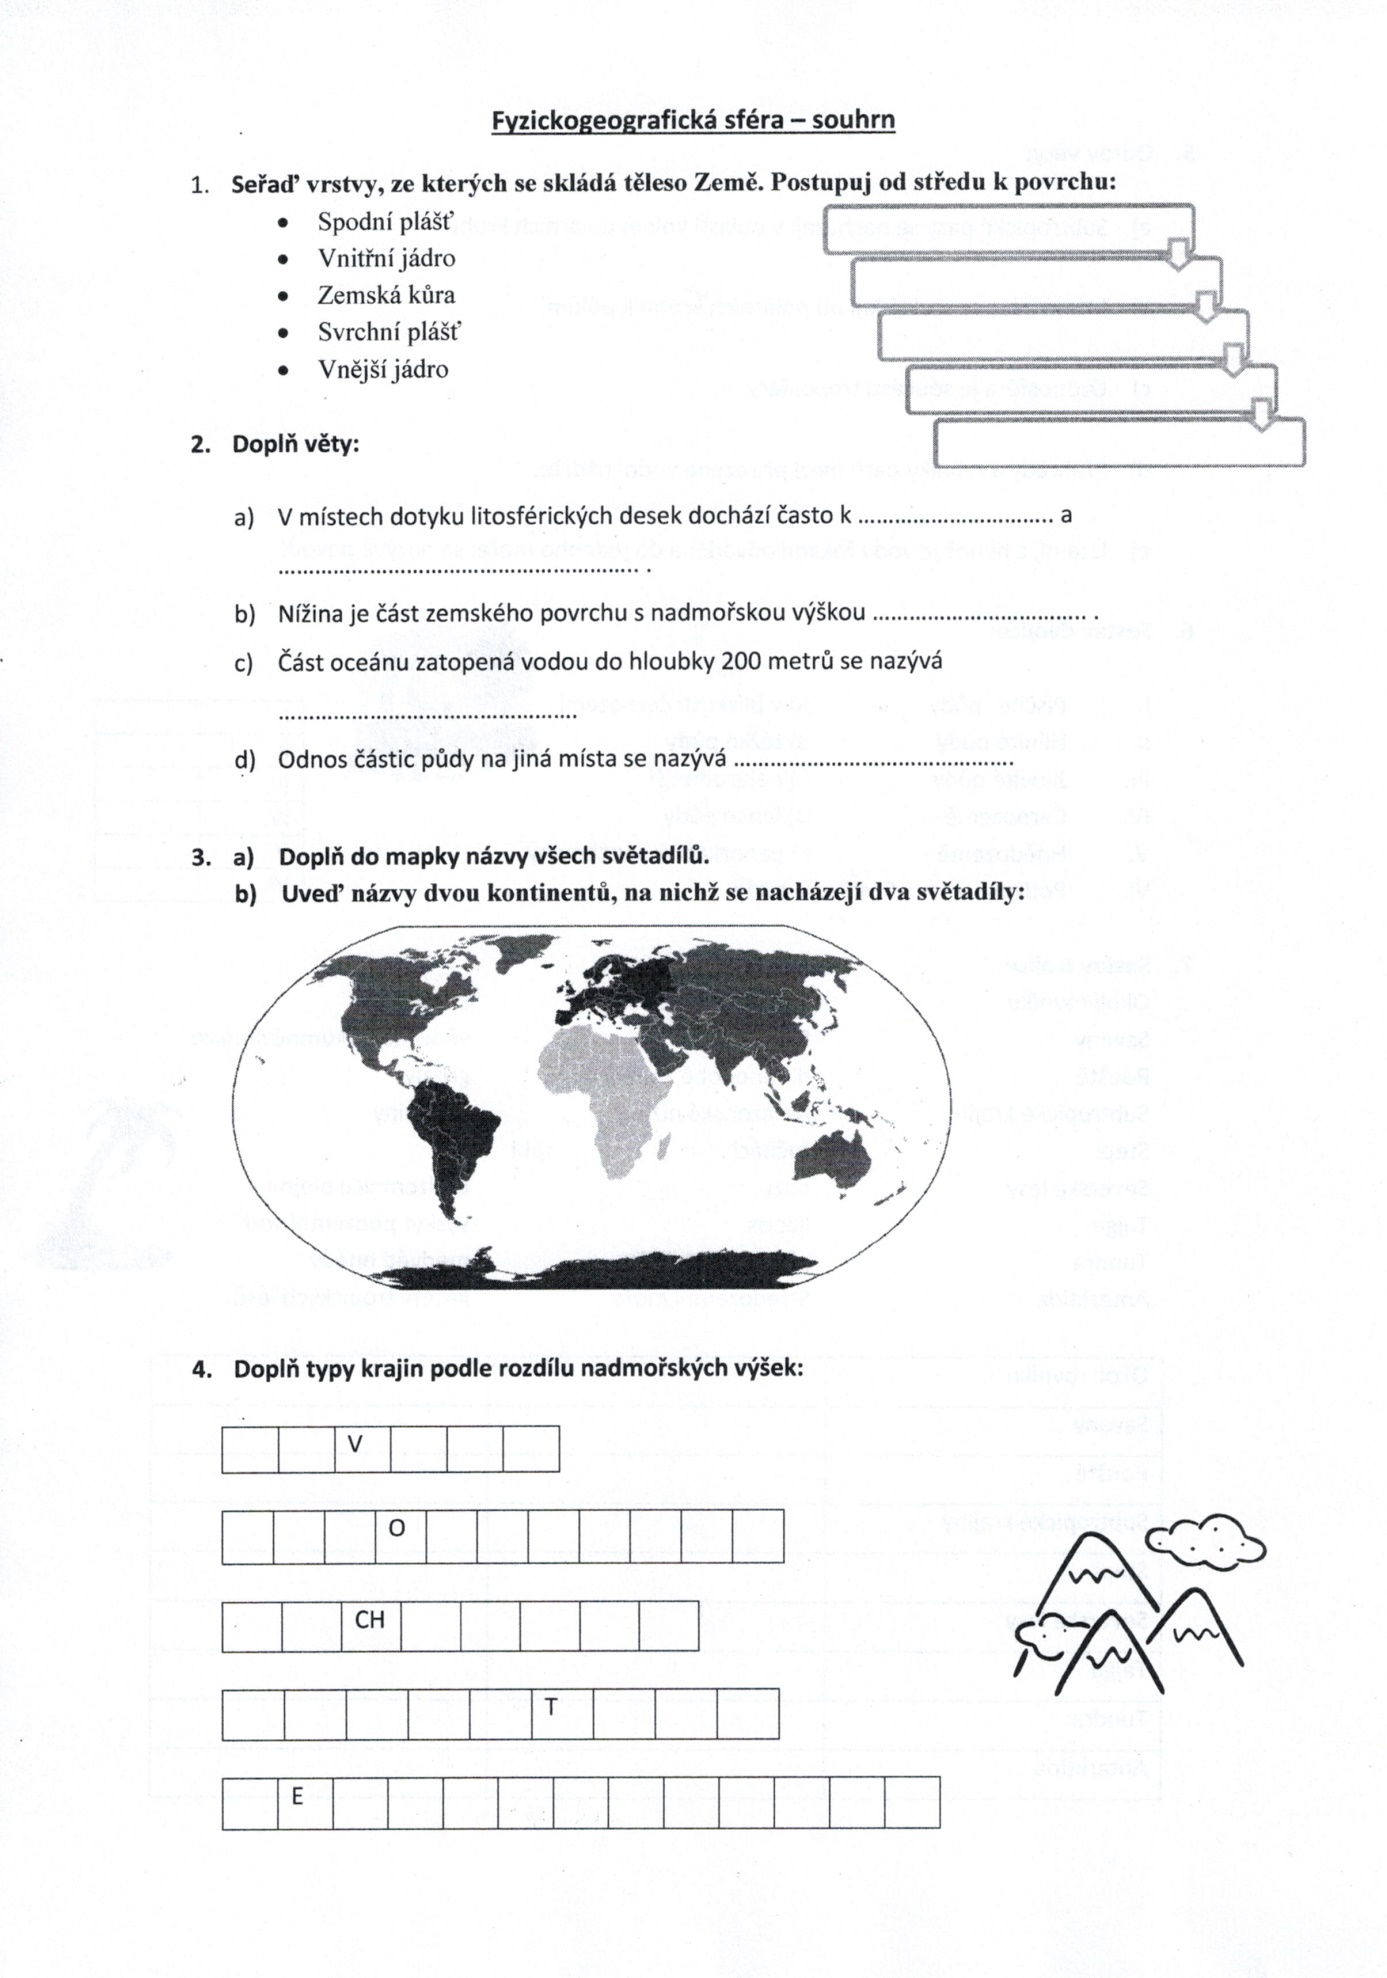 Fyzickogeografická sféra – souhrn
1. Seřaď vrstvy, ze kterých se skládá těleso Země. Postupuj od středu k povrchu:
• Spodní plášť
• Vnitřní jádro
• Zemská kůra
• Svrchní plášť
• Vnější jádro
2. Doplň věty:
a) V místech dotyku litosférických desek dochází často k ................................. a
.............................................................. .
b) Nížina je část zemského povrchu s nadmořskou výškou .................................... .
c) Část oceánu zatopená vodou do hloubky 200 metrů se nazývá
...................................................
d) Odnos částic půdy na jiná místa se nazývá ................................................
3. a) Doplň do mapky názvy všech světadílů.
b) Uveď názvy dvou kontinentů, na nichž se nacházejí dva světadíly:
4. Doplň typy krajin podle rozdílu nadmořských výšek:
V
O
CH
T
E